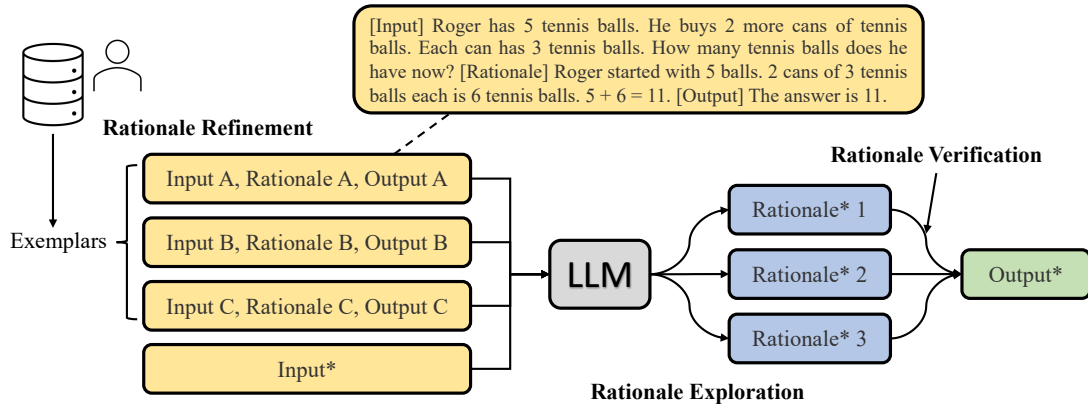 [Input] Roger has 5 tennis balls. He buys 2 more cans of tennis
balls. Each can has 3 tennis balls. How many tennis balls does he
have now? [Rationale] Roger started with 5 balls. 2 cans of 3 tennis
balls each is 6 tennis balls. 5 + 6 = 11. [Output] The answer is 11.
Rationale Refinement
Rationale Verification
Input A, Rationale A, Output A
Rationale* 1
Exemplars
Input B, Rationale B, Output B
LLM
Rationale* 2
Output*
Input C, Rationale C, Output C
Rationale* 3
Input*
Rationale Exploration